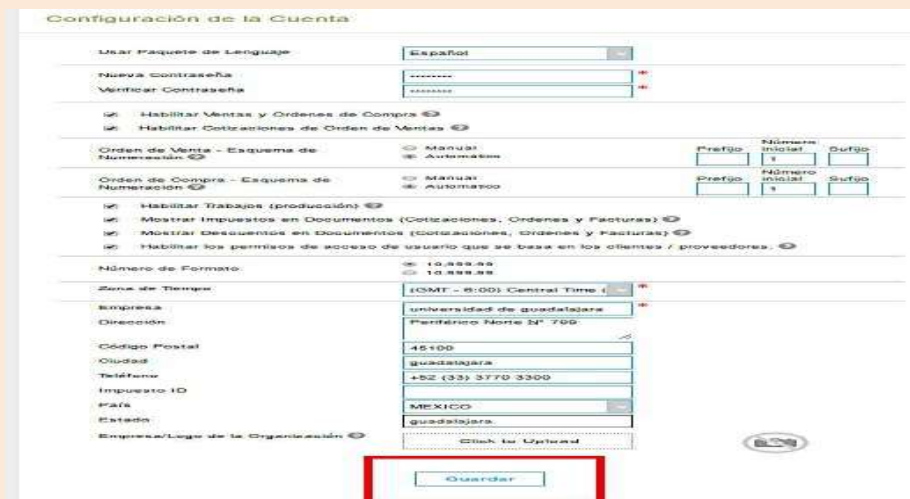 Configuración de la Cuenta
Usar Paquete de Lenguaje Español
Nueva Contraseña ******** *
Verificar Contraseña ******** *
Habilitar Ventas y Ordenes de Compra
Habilitar Cotizaciones de Orden de Ventas
Orden de Venta - Esquema de Numeración
Manual
Automático
Prefijo Número inicial Sufijo
1
Orden de Compra - Esquema de Numeración
Manual
Automático
Prefijo Número inicial Sufijo
1
Habilitar Trabajos (producción)
Mostrar Impuestos en Documentos (Cotizaciones, Ordenes y Facturas)
Mostrar Descuentos en Documentos (Cotizaciones, Ordenes y Facturas)
Habilitar los permisos de acceso de usuario que se basa en los clientes / proveedores.
Número de Formato
Zona de Tiempo (GMT - 6:00) Central Time ( *
Empresa universidad de guadalajara *
Dirección Periférico Norte N° 799
Código Postal 45100
Ciudad guadalajara
Teléfono +52 (33) 3770 3300
Impuesto ID
País MEXICO
Estado guadalajara
Empresa/Logo de la Organización Click to Upload
Guardar